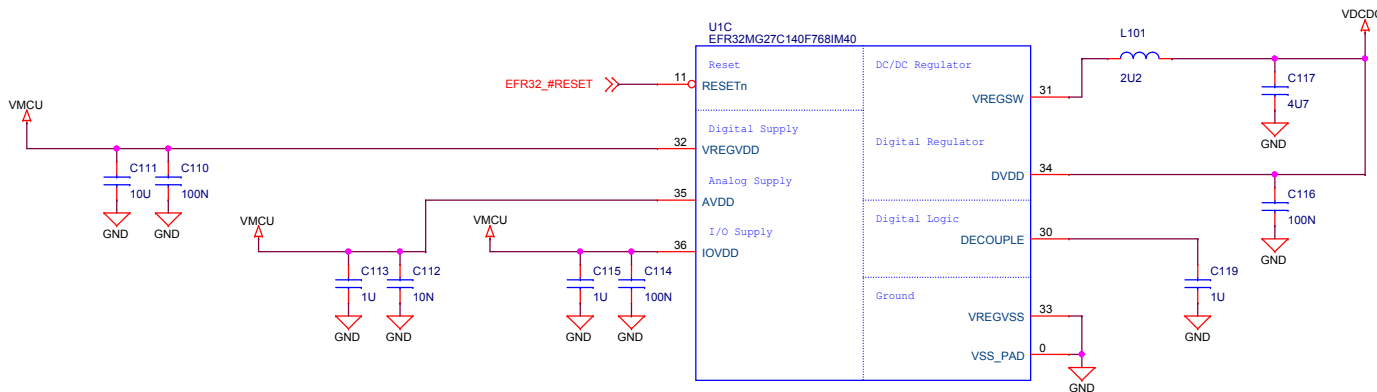 U1C
EFR32MG27C140F768IM40
VDCDC
L101
2U2
Reset
DC/DC Regulator
EFR32_#RESET
11
RESETn
VREGSW
31
C117
4U7
GND
VMCU
Digital Supply
32
VREGVDD
Digital Regulator
C111
10U
C110
100N
GND
GND
Analog Supply
35
AVDD
DVDD
34
C116
100N
GND
VMCU
VMCU
I/O Supply
36
IOVDD
Digital Logic
DECOUPLE
30
C113
1U
C112
10N
C115
1U
C114
100N
C119
1U
GND
GND
GND
GND
GND
Ground
VREGVSS
33
VSS_PAD
0
GND